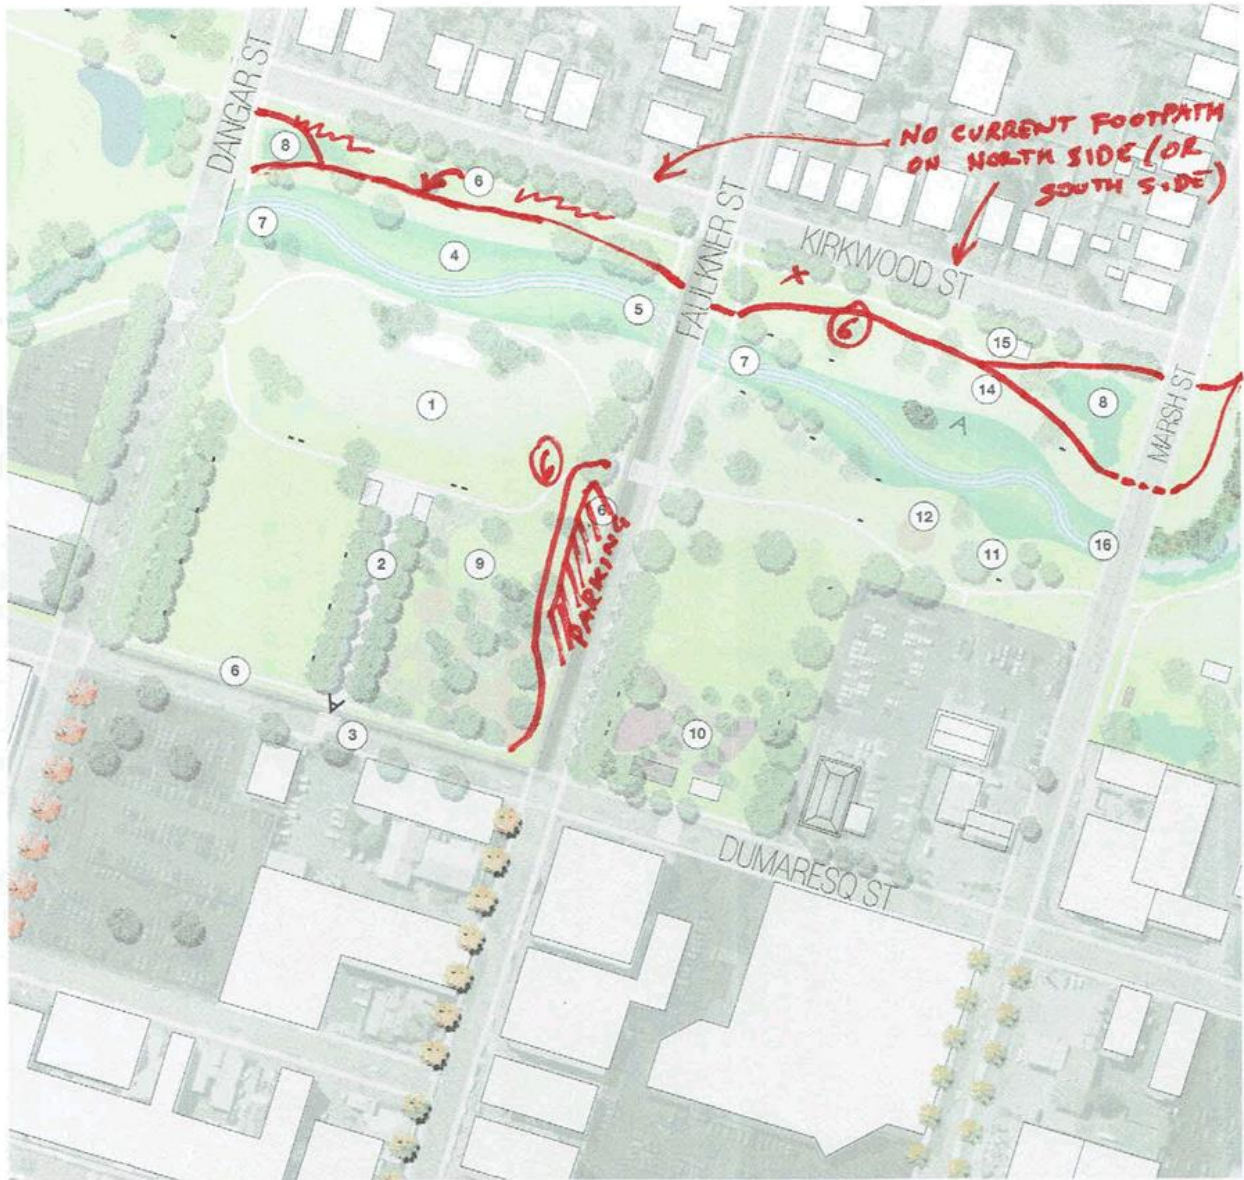 DANGAR ST
8
6
NO CURRENT FOOTPATH
ON NORTH SIDE (OR
SOUTH SIDE)
7
4
FAULKNER ST
KIRKWOOD ST
X
5
6
15
7
14
8
MARSH ST
1
A
6
6
PARKING
12
2
9
11
16
6
A
3
10
DUMARESQ ST